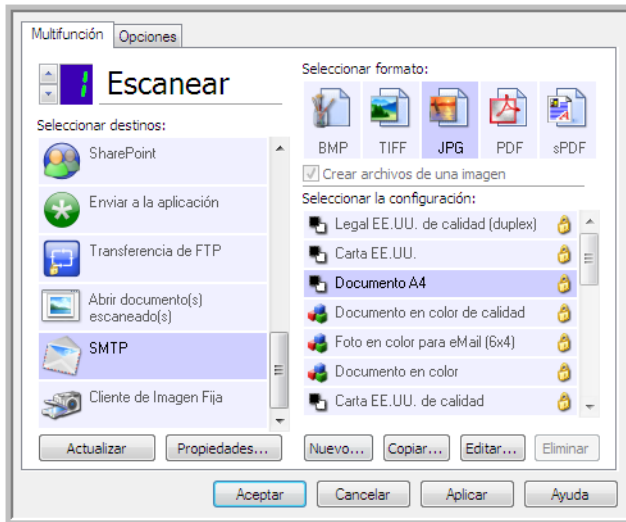 Multifunción
Opciones
1
Escanear
Seleccionar destinos:
SharePoint
Enviar a la aplicación
Transferencia de FTP
Abrir documento(s)
escaneado(s)
SMTP
Cliente de Imagen Fija
Actualizar
Propiedades...
Seleccionar formato:
BMP
TIFF
JPG
PDF
sPDF
Crear archivos de una imagen
Seleccionar la configuración:
Legal EE.UU. de calidad (duplex)
Carta EE.UU.
Documento A4
Documento en color de calidad
Foto en color para eMail (6x4)
Documento en color
Carta EE.UU. de calidad
Nuevo...
Copiar...
Editar...
Eliminar
Aceptar
Cancelar
Aplicar
Ayuda